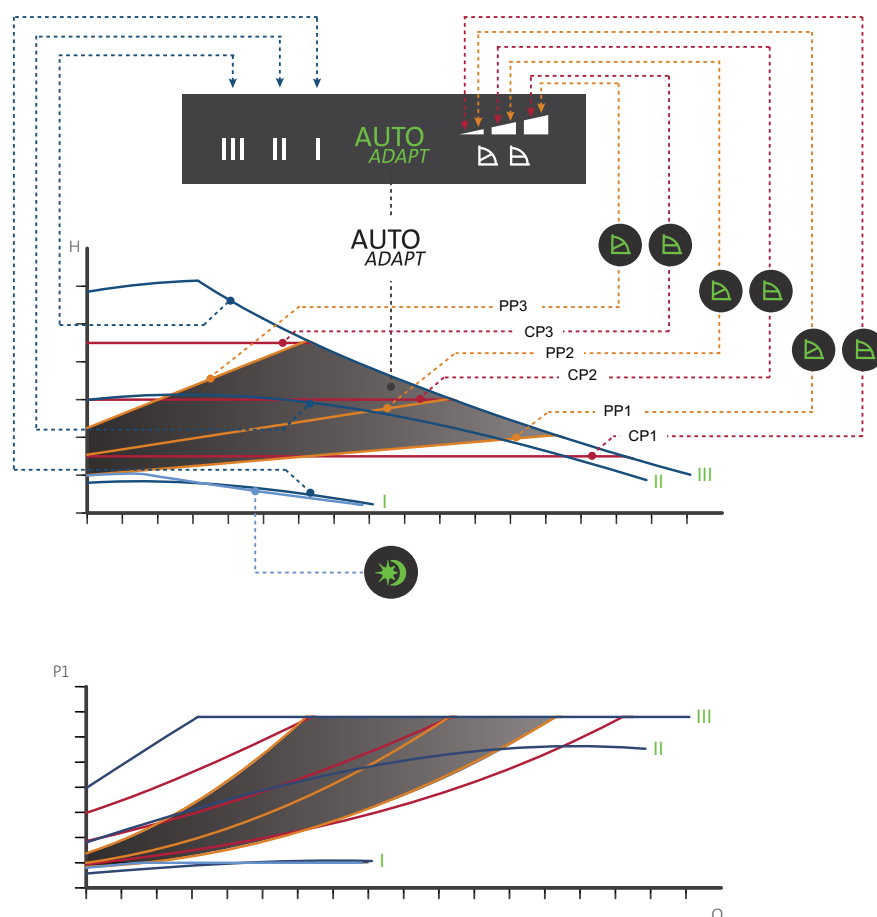 III II I AUTO
ADAPT
AUTO
ADAPT
H
PP3
CP3
PP2
CP2
PP1
CP1
III
II
I
P1
III
II
I
Q